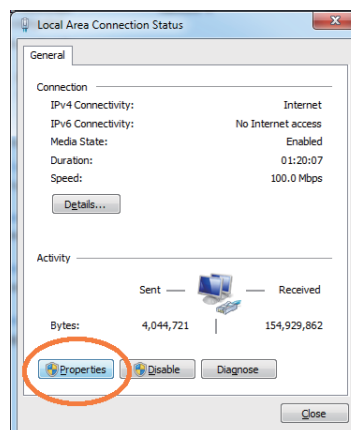 Local Area Connection Status
General
Connection
IPv4 Connectivity: Internet
IPv6 Connectivity: No Internet access
Media State: Enabled
Duration: 01:20:07
Speed: 100.0 Mbps
Details...
Activity
Sent Received
Bytes: 4,044,721 154,929,862
Properties Disable Diagnose
Close